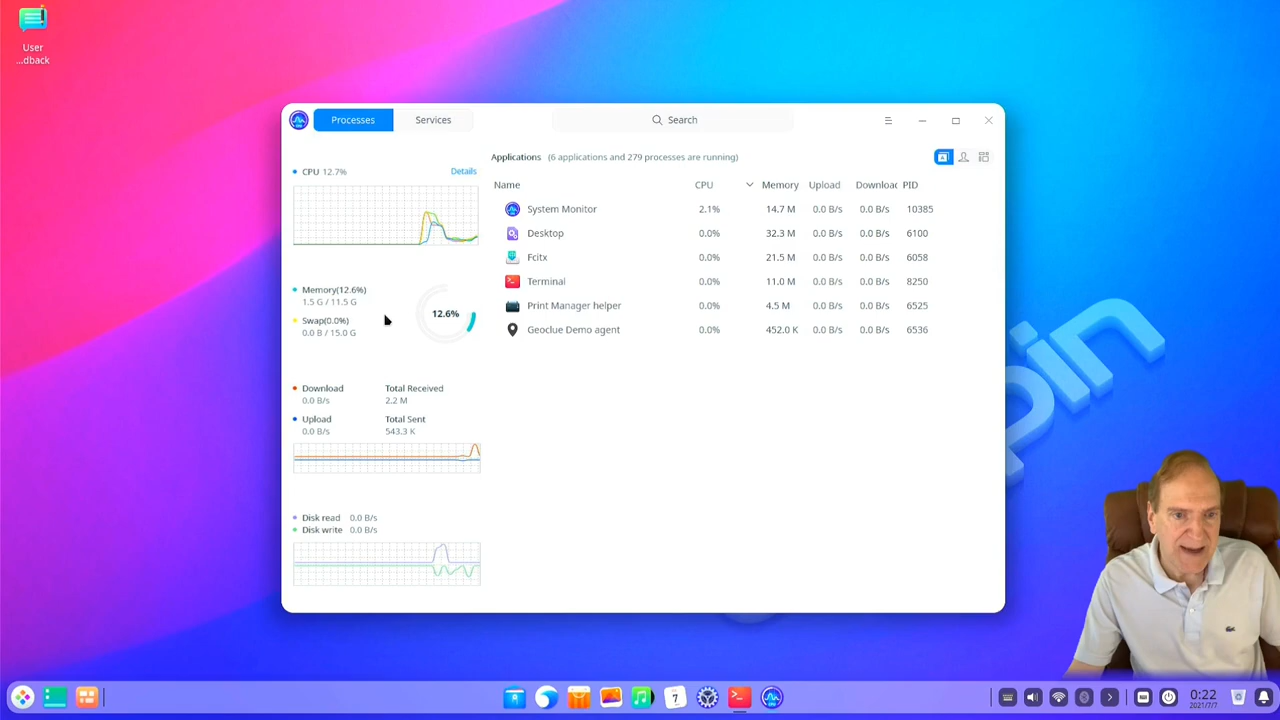 User
...dback
Processes
Services
Search
CPU 12.7%
Details
Memory(12.6%)
1.5 G / 11.5 G
Swap(0.0%)
0.0 B / 15.0 G
12.6%
Download
0.0 B/s
Total Received
2.2 M
Upload
0.0 B/s
Total Sent
543.3 K
Disk read 0.0 B/s
Disk write 0.0 B/s
Applications (6 applications and 279 processes are running)
Name CPU Memory Upload Downloac PID
System Monitor 2.1% 14.7 M 0.0 B/s 0.0 B/s 10385
Desktop 0.0% 32.3 M 0.0 B/s 0.0 B/s 6100
Fcitx 0.0% 21.5 M 0.0 B/s 0.0 B/s 6058
Terminal 0.0% 11.0 M 0.0 B/s 0.0 B/s 8250
Print Manager helper 0.0% 4.5 M 0.0 B/s 0.0 B/s 6525
Geoclue Demo agent 0.0% 452.0 K 0.0 B/s 0.0 B/s 6536
pin
7
0:22
2021/7/7